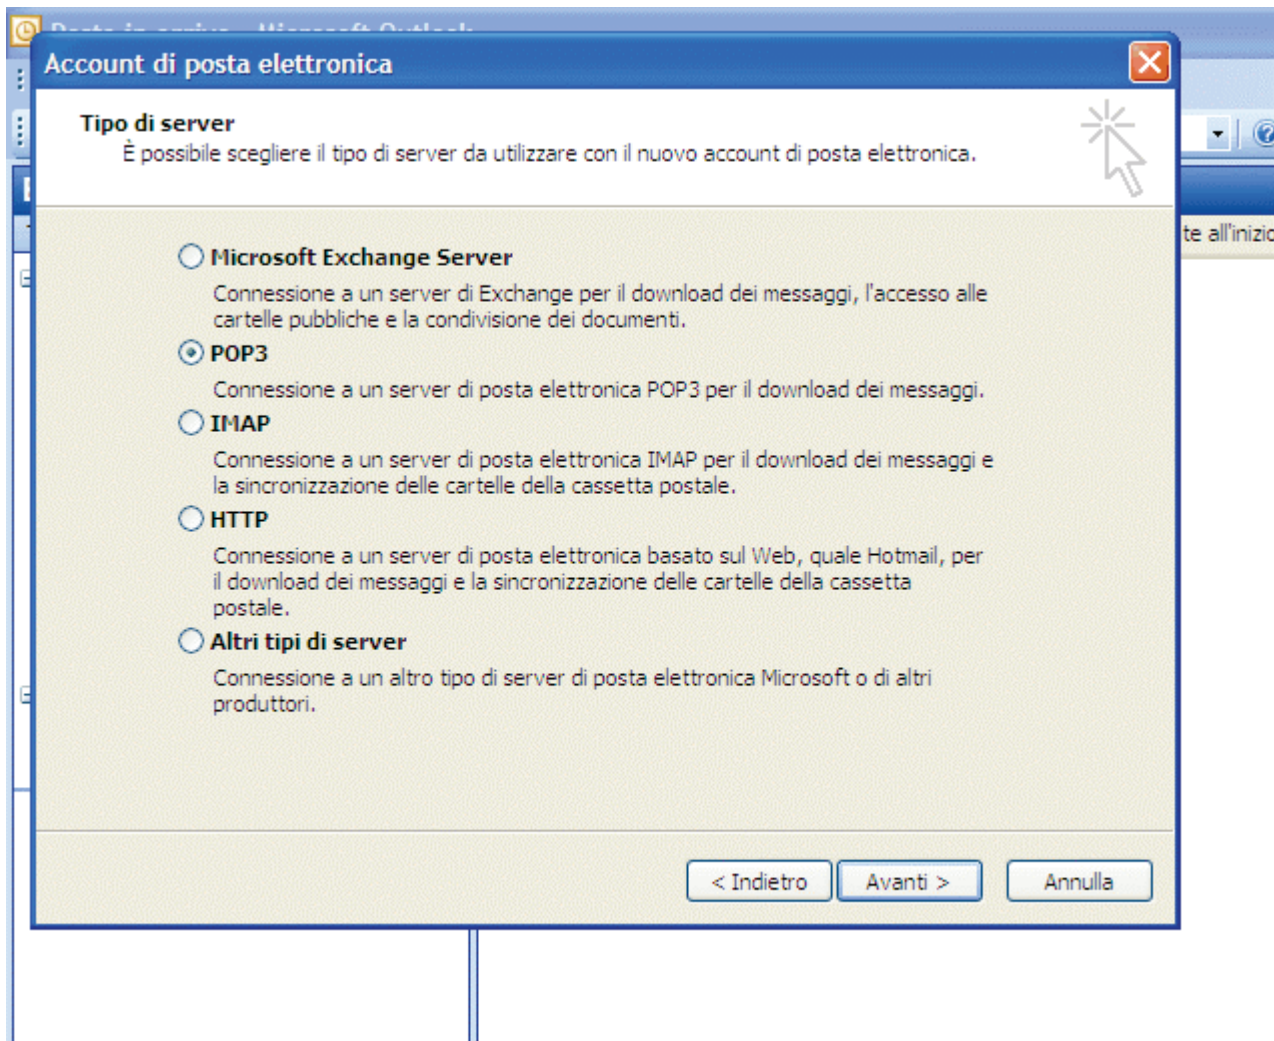 Account di posta elettronica
Tipo di server
È possibile scegliere il tipo di server da utilizzare con il nuovo account di posta elettronica.
te all'inizio
Microsoft Exchange Server
Connessione a un server di Exchange per il download dei messaggi, l'accesso alle
cartelle pubbliche e la condivisione dei documenti.
POP3
Connessione a un server di posta elettronica POP3 per il download dei messaggi.
IMAP
Connessione a un server di posta elettronica IMAP per il download dei messaggi e
la sincronizzazione delle cartelle della cassetta postale.
HTTP
Connessione a un server di posta elettronica basato sul Web, quale Hotmail, per
il download dei messaggi e la sincronizzazione delle cartelle della cassetta
postale.
Altri tipi di server
Connessione a un altro tipo di server di posta elettronica Microsoft o di altri
produttori.
< Indietro
Avanti >
Annulla